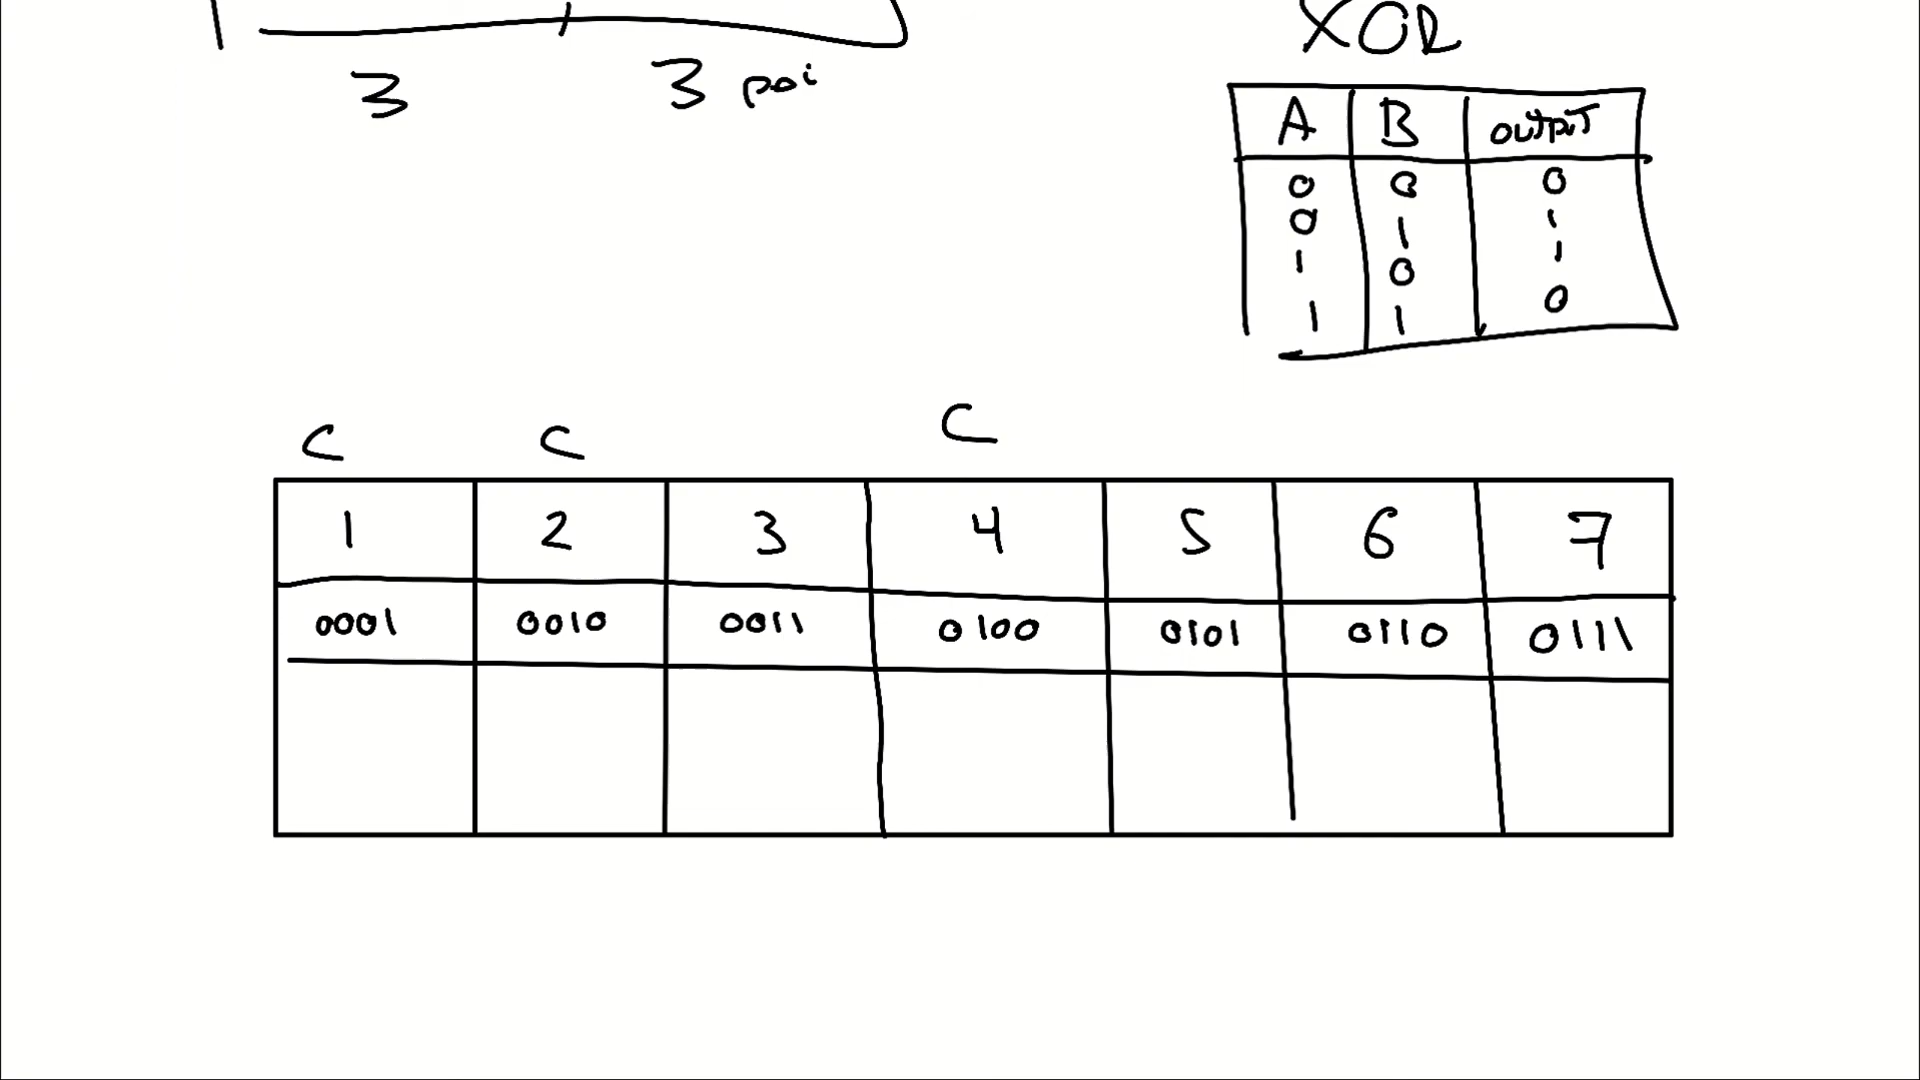 3 3 poi
XOR
A B OUTPUT
0 0 0
0 1 1
1 0 1
1 1 0
C C C
1 2 3 4 5 6 7
0001 0010 0011 0100 0101 0110 0111